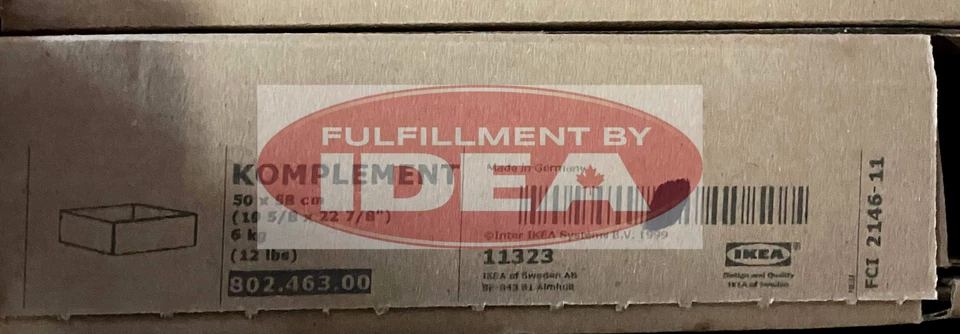 KOMPLEMENT
50 x 58 cm
(19 5/8 x 22 7/8")
6 kg
(12 lbs)
802.463.00
FULFILLMENT BY
IDEA
Made in Germany
©Inter IKEA Systems B.V. 1999
11323
IKEA of Sweden AB
SE-343 81 Älmhult
IKEA
Design and Quality
IKEA of Sweden
FCI 2146-11